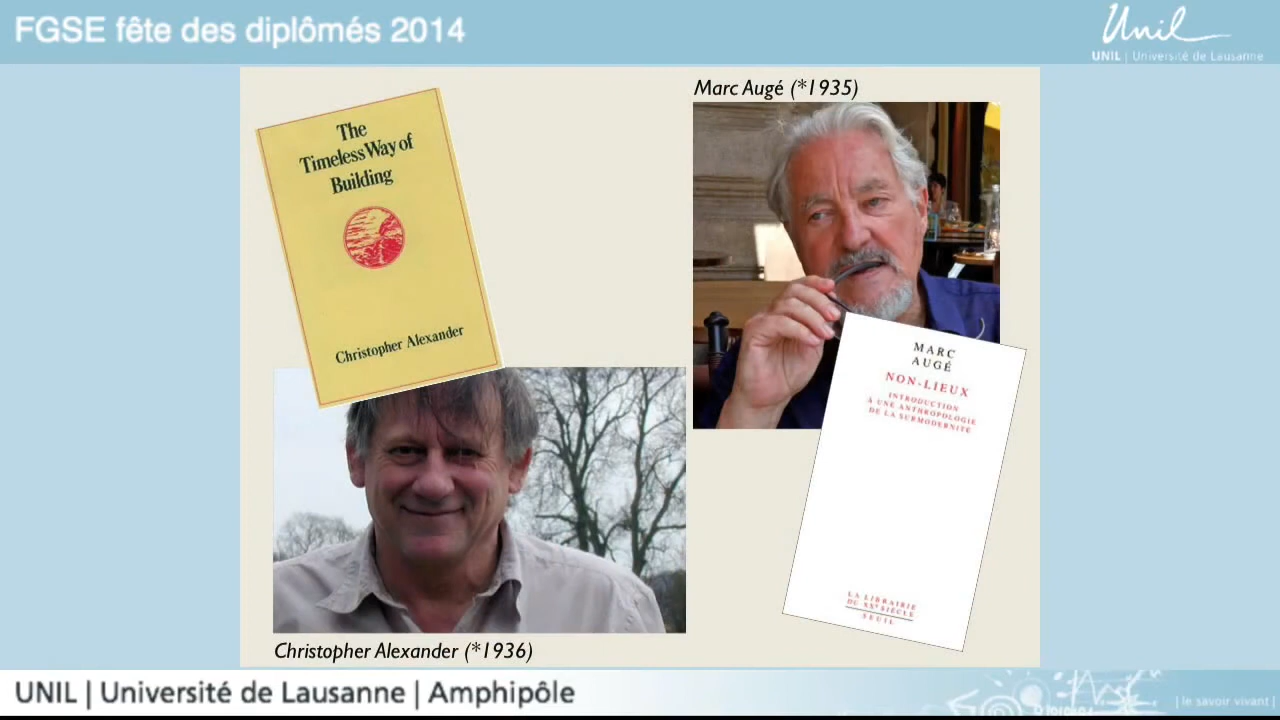 FGSE fête des diplômés 2014
Unil
UNIL | Université de Lausanne
The
Timeless Way of
Building
Christopher Alexander
Marc Augé (*1935)
MARC
AUGÉ
NON-LIEUX
INTRODUCTION
À UNE ANTHROPOLOGIE
DE LA SURMODERNITÉ
LA LIBRAIRIE
DU XXᵉ SIÈCLE
SEUIL
Christopher Alexander (*1936)
UNIL | Université de Lausanne | Amphipôle
| le savoir vivant |